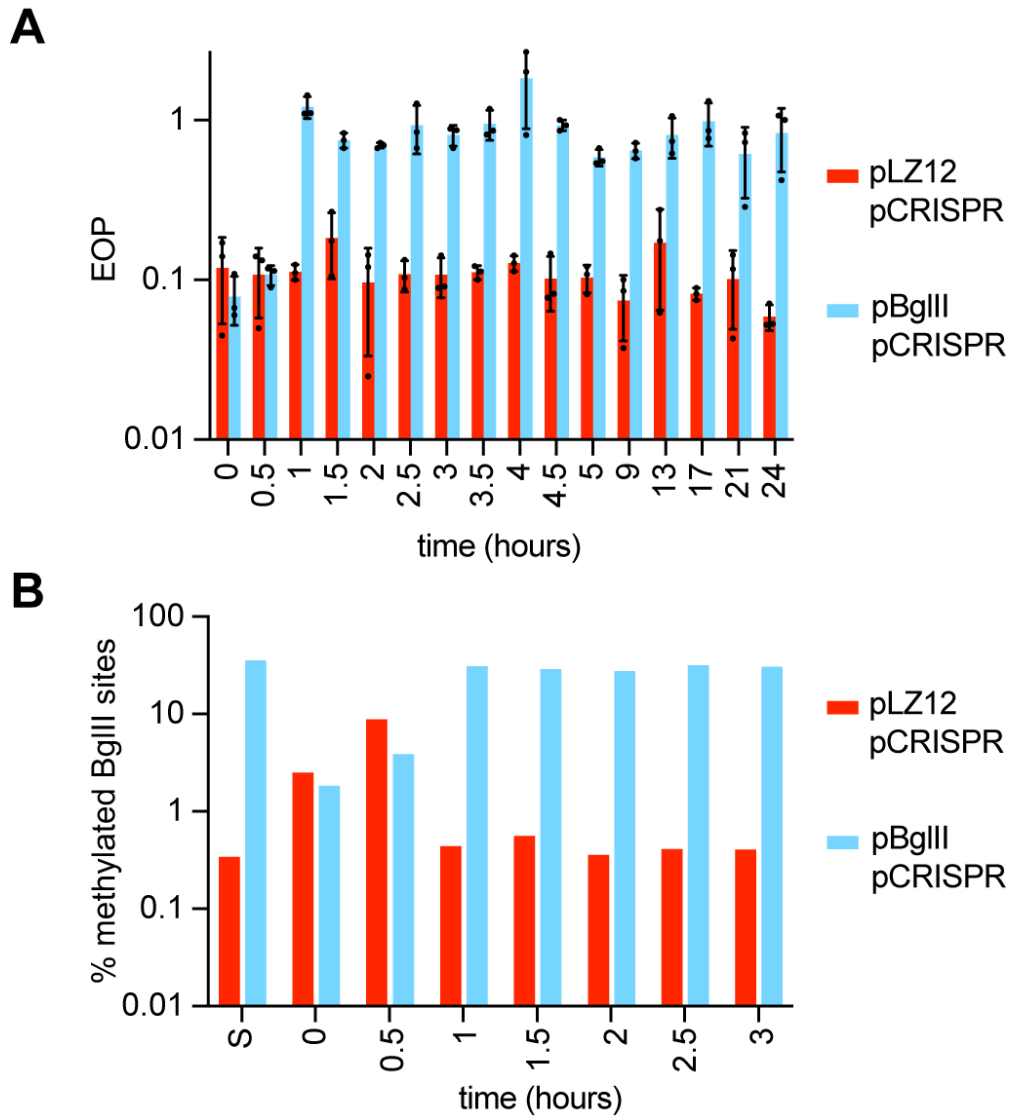 A
EOP
1
0.1
0.01
0
0.5
1
1.5
2
2.5
3
3.5
4
4.5
5
9
13
17
21
24
time (hours)
pLZ12
pCRISPR
pBglII
pCRISPR
B
% methylated BglII sites
100
10
1
0.1
0.01
S
0
0.5
1
1.5
2
2.5
3
time (hours)
pLZ12
pCRISPR
pBglII
pCRISPR